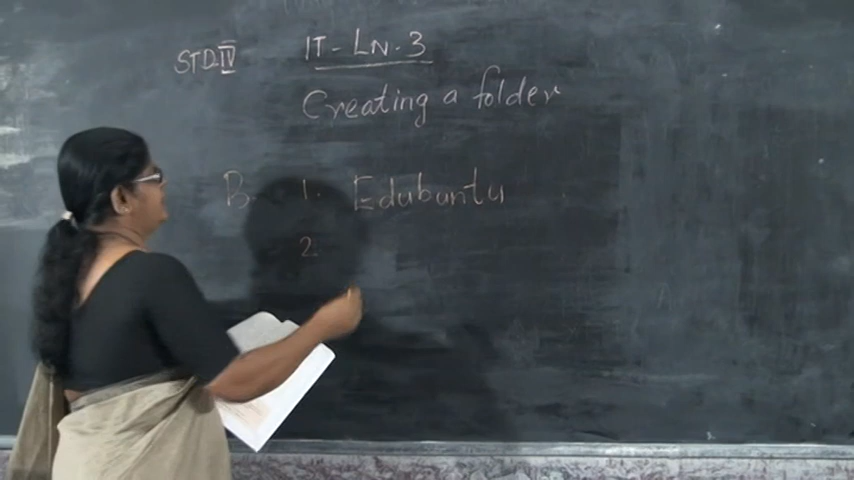 STD.IV IT - LN - 3
Creating a folder
B 1. Edubuntu
2